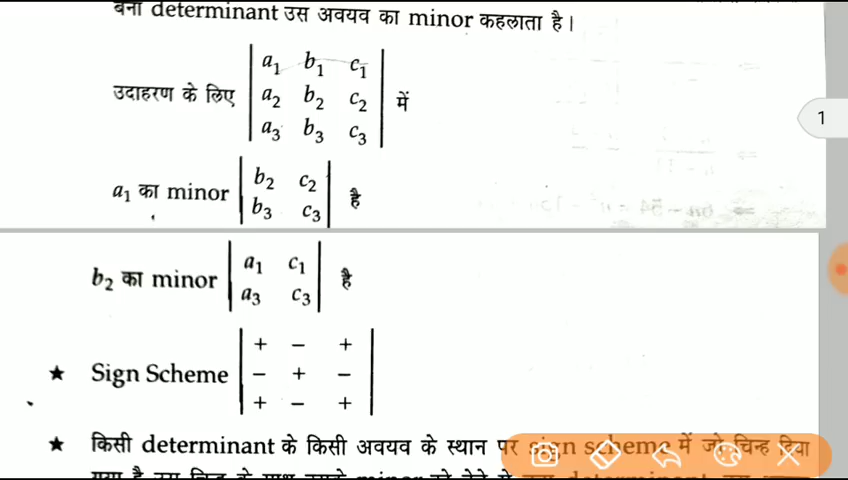 बना determinant उस अवयव का minor कहलाता है।
उदाहरण के लिए | a₁ b₁ c₁ | में
| a₂ b₂ c₂ |
| a₃ b₃ c₃ |
1
a₁ का minor | b₂ c₂ | है
| b₃ c₃ |
b₂ का minor | a₁ c₁ | है
| a₃ c₃ |
★ Sign Scheme | + − + |
| − + − |
| + − + |
★ किसी determinant के किसी अवयव के स्थान पर sign scheme में जो चिन्ह दिया